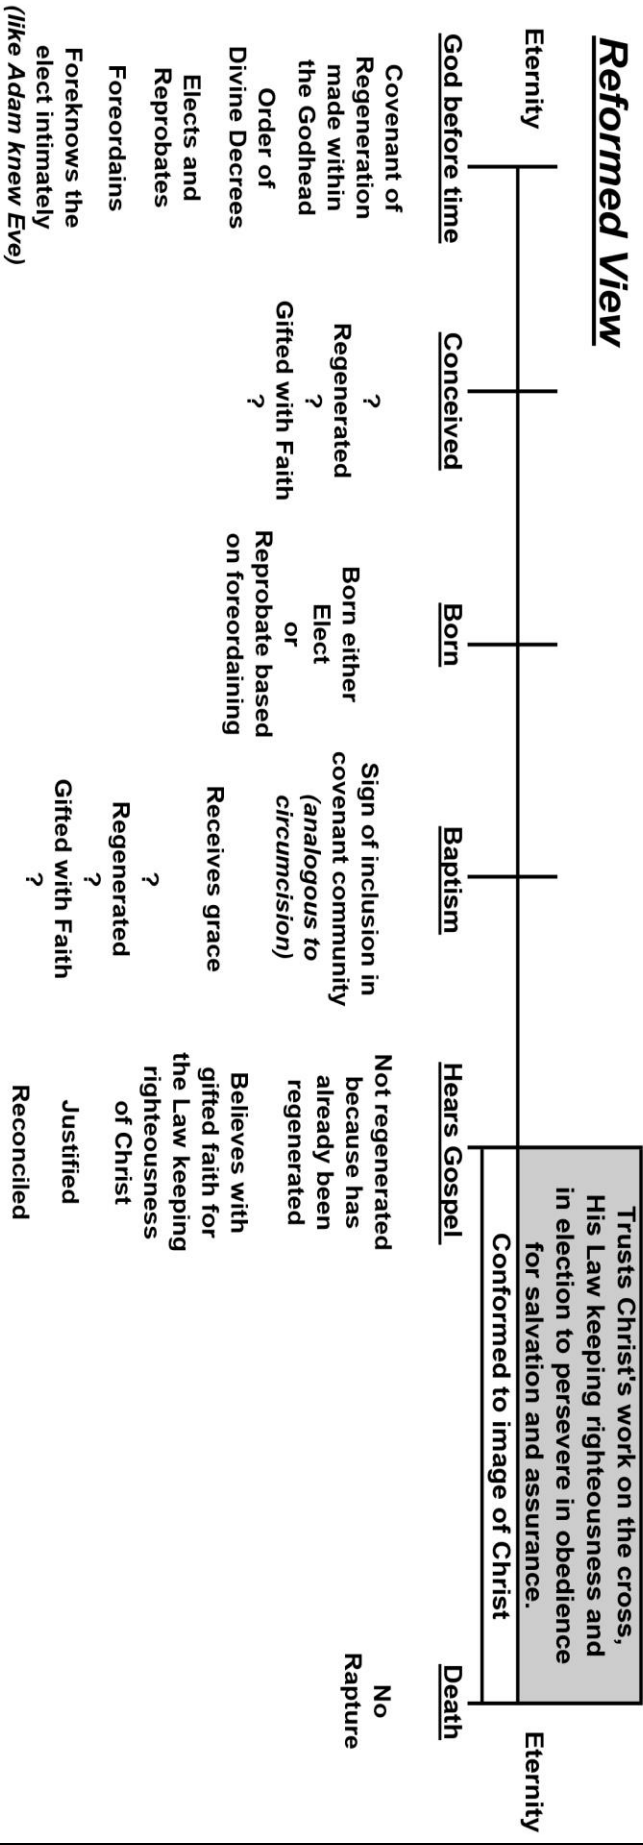 Reformed View
Trusts Christ's work on the cross,
His Law keeping righteousness and
in election to persevere in obedience
for salvation and assurance.
Eternity
Eternity
Conformed to image of Christ
God before time
Conceived
Born
Baptism
Hears Gospel
Death
Covenant of
Regeneration
made within
the Godhead
Order of
Divine Decrees
Elects and
Reprobates
Foreordains
Foreknows the
elect intimately
(like Adam knew Eve)
?
Regenerated
?
Gifted with Faith
?
Born either
Elect
or
Reprobate based
on foreordaining
Sign of inclusion in
covenant community
(analogous to
circumcision)
Receives grace
?
Regenerated
?
Gifted with Faith
?
Not regenerated
because has
already been
regenerated
Believes with
gifted faith for
the Law keeping
righteousness
of Christ
Justified
Reconciled
No
Rapture